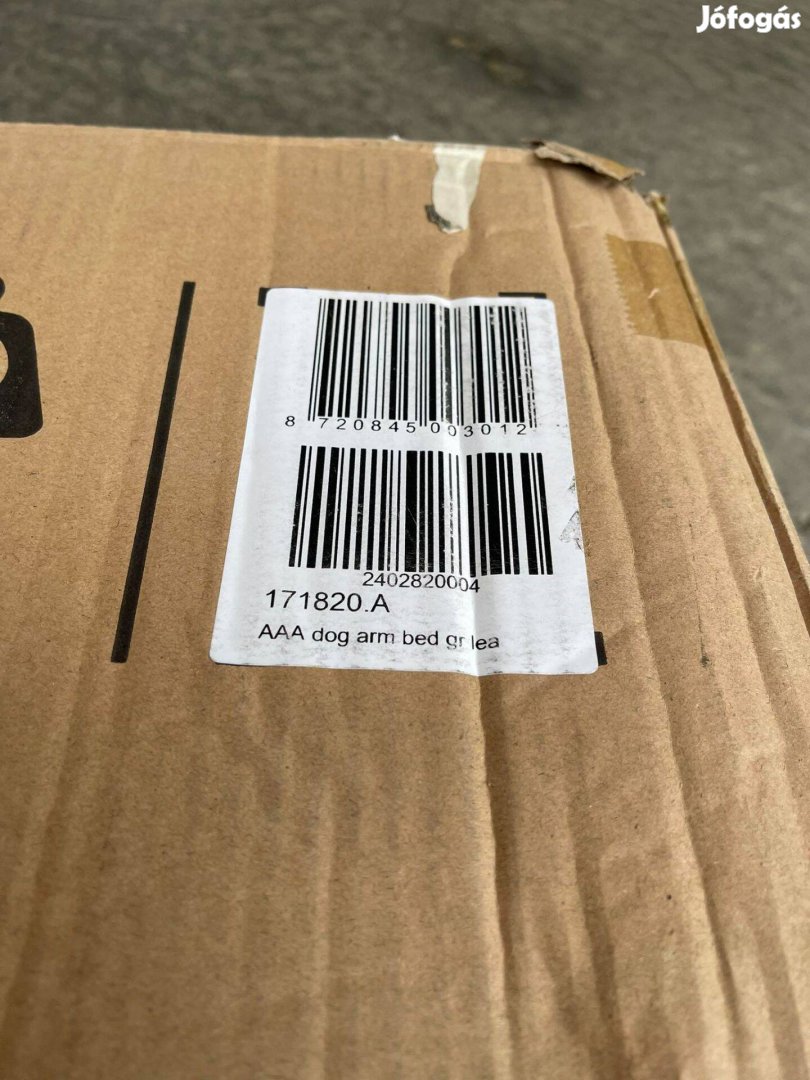 Jófogás
8 720845 003012
2402820004
171820.A
AAA dog arm bed gr lea